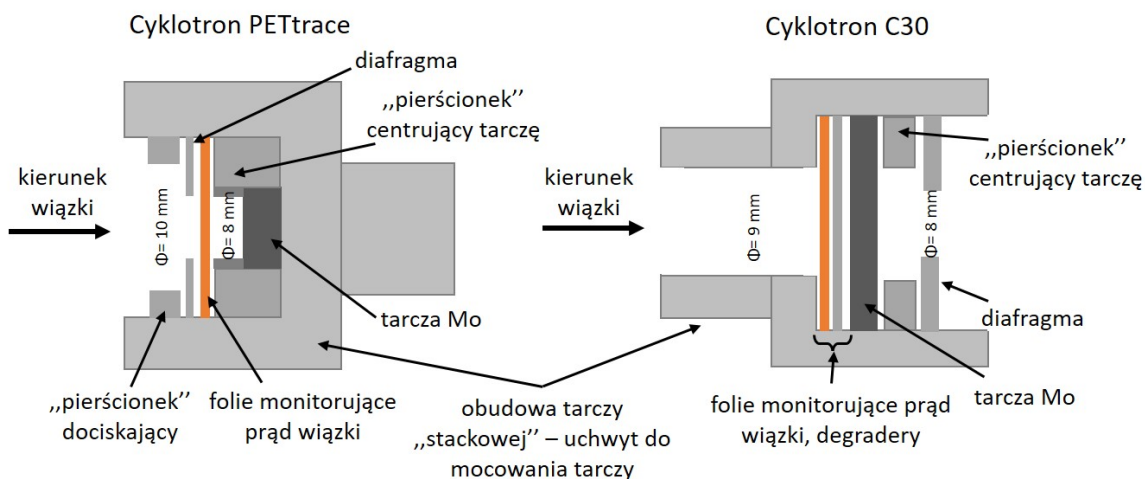 Cyklotron PETtrace
diafragma
,,pierścionek’’
centrujący tarczę
kierunek
wiązki
Φ= 10 mm
Φ= 8 mm
tarcza Mo
,,pierścionek’’
dociskający
folie monitorujące
prąd wiązki
obudowa tarczy
,,stackowej’’ – uchwyt do
mocowania tarczy
Cyklotron C30
,,pierścionek’’
centrujący tarczę
kierunek
wiązki
Φ= 9 mm
Φ= 8 mm
diafragma
tarcza Mo
folie monitorujące prąd
wiązki, degradery